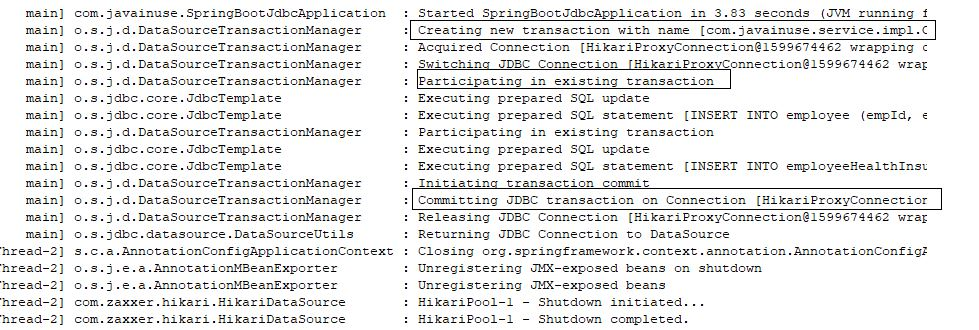 main] com.javainuse.SpringBootJdbcApplication : Started SpringBootJdbcApplication in 3.83 seconds (JVM running
main] o.s.j.d.DataSourceTransactionManager : Creating new transaction with name [com.javainuse.service.impl.
main] o.s.j.d.DataSourceTransactionManager : Acquired Connection [HikariProxyConnection@1599674462 wrapping
main] o.s.j.d.DataSourceTransactionManager : Switching JDBC Connection [HikariProxyConnection@1599674462 wrap
main] o.s.j.d.DataSourceTransactionManager : Participating in existing transaction
main] o.s.jdbc.core.JdbcTemplate : Executing prepared SQL update
main] o.s.jdbc.core.JdbcTemplate : Executing prepared SQL statement [INSERT INTO employee (empId, e
main] o.s.j.d.DataSourceTransactionManager : Participating in existing transaction
main] o.s.jdbc.core.JdbcTemplate : Executing prepared SQL update
main] o.s.jdbc.core.JdbcTemplate : Executing prepared SQL statement [INSERT INTO employeeHealthInsu
main] o.s.j.d.DataSourceTransactionManager : Initiating transaction commit
main] o.s.j.d.DataSourceTransactionManager : Committing JDBC transaction on Connection [HikariProxyConnection
main] o.s.j.d.DataSourceTransactionManager : Releasing JDBC Connection [HikariProxyConnection@1599674462 wrap
main] o.s.jdbc.datasource.DataSourceUtils : Returning JDBC Connection to DataSource
Thread-2] s.c.a.AnnotationConfigApplicationContext : Closing org.springframework.context.annotation.AnnotationConfigA
Thread-2] o.s.j.e.a.AnnotationMBeanExporter : Unregistering JMX-exposed beans on shutdown
Thread-2] o.s.j.e.a.AnnotationMBeanExporter : Unregistering JMX-exposed beans
Thread-2] com.zaxxer.hikari.HikariDataSource : HikariPool-1 - Shutdown initiated...
Thread-2] com.zaxxer.hikari.HikariDataSource : HikariPool-1 - Shutdown completed.